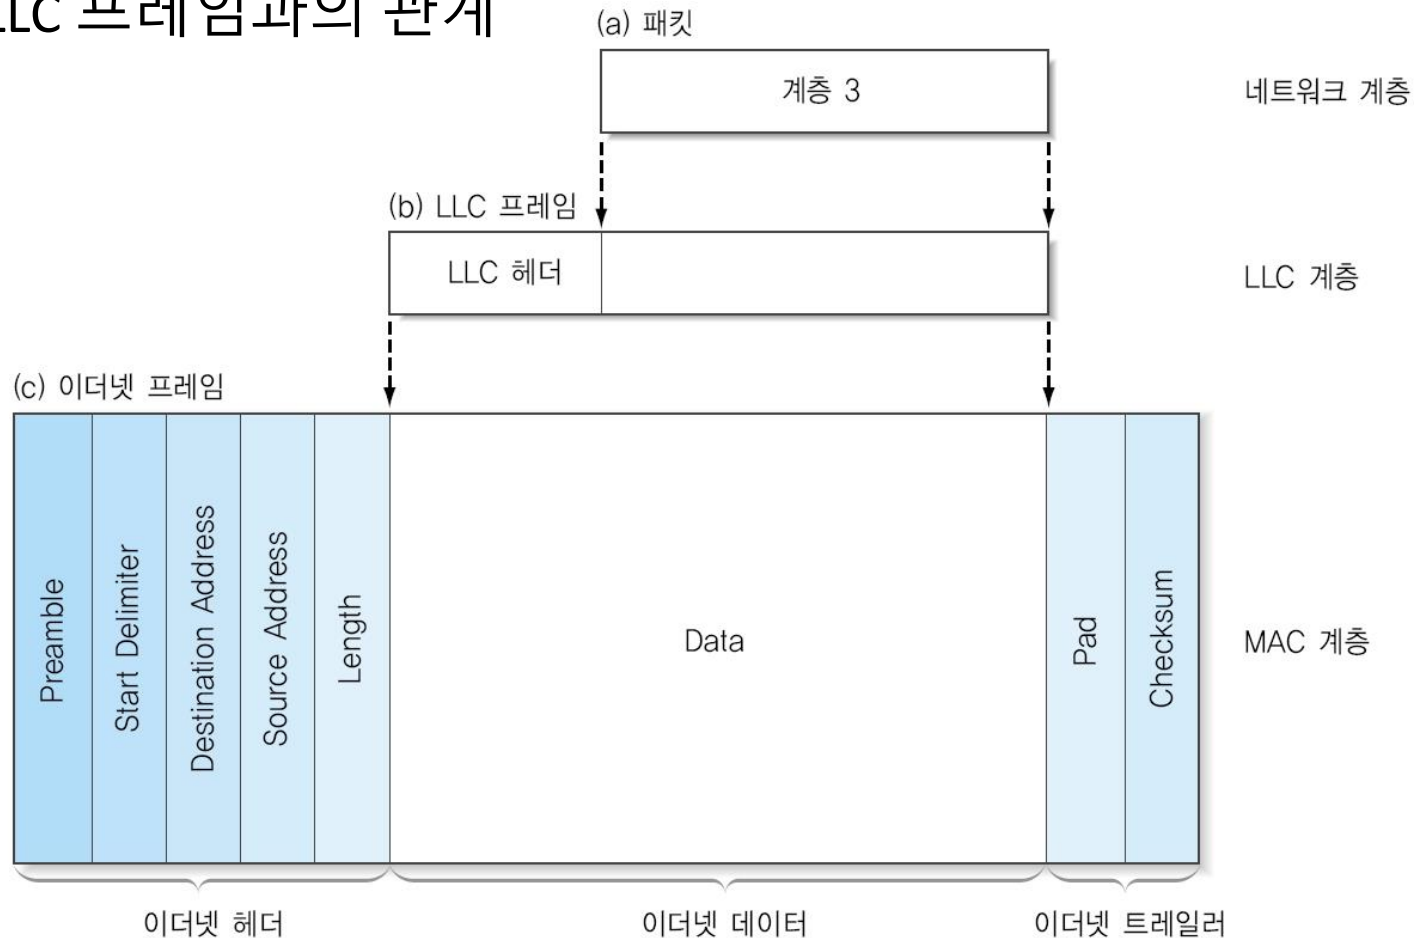 LLC 프레임과의 관계
(a) 패킷
계층 3
네트워크 계층
(b) LLC 프레임
LLC 헤더
LLC 계층
(c) 이더넷 프레임
Preamble
Start Delimiter
Destination Address
Source Address
Length
Data
Pad
Checksum
MAC 계층
이더넷 헤더
이더넷 데이터
이더넷 트레일러